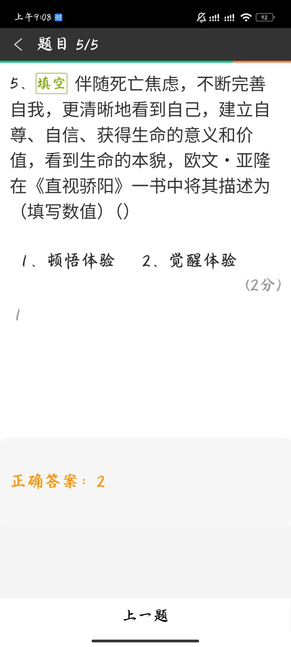 上午9:08
92
题目 5/5
5、填空 伴随死亡焦虑，不断完善
自我，更清晰地看到自己，建立自
尊、自信、获得生命的意义和价
值，看到生命的本貌，欧文·亚隆
在《直视骄阳》一书中将其描述为
（填写数值）（）
1、顿悟体验 2、觉醒体验
(2分)
1
正确答案：2
上一题